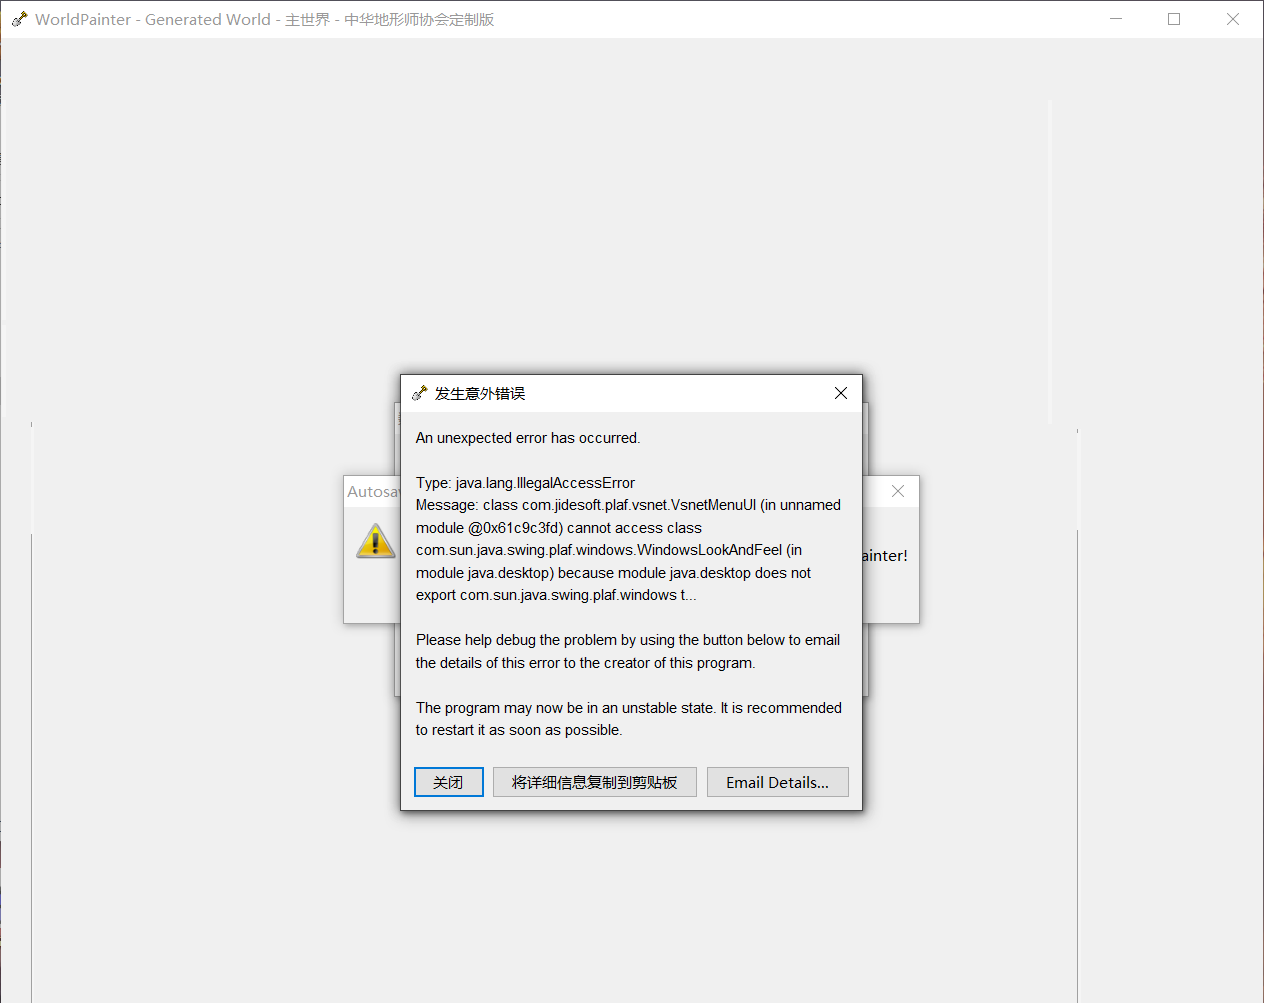 WorldPainter - Generated World - 主世界 - 中华地形师协会定制版
发生意外错误
An unexpected error has occurred.
Type: java.lang.IllegalAccessError
Message: class com.jidesoft.plaf.vsnet.VsnetMenuUI (in unnamed
module @0x61c9c3fd) cannot access class
com.sun.java.swing.plaf.windows.WindowsLookAndFeel (in
module java.desktop) because module java.desktop does not
export com.sun.java.swing.plaf.windows t...
Please help debug the problem by using the button below to email
the details of this error to the creator of this program.
The program may now be in an unstable state. It is recommended
to restart it as soon as possible.
关闭 将详细信息复制到剪贴板 Email Details...
Autosa
ainter!